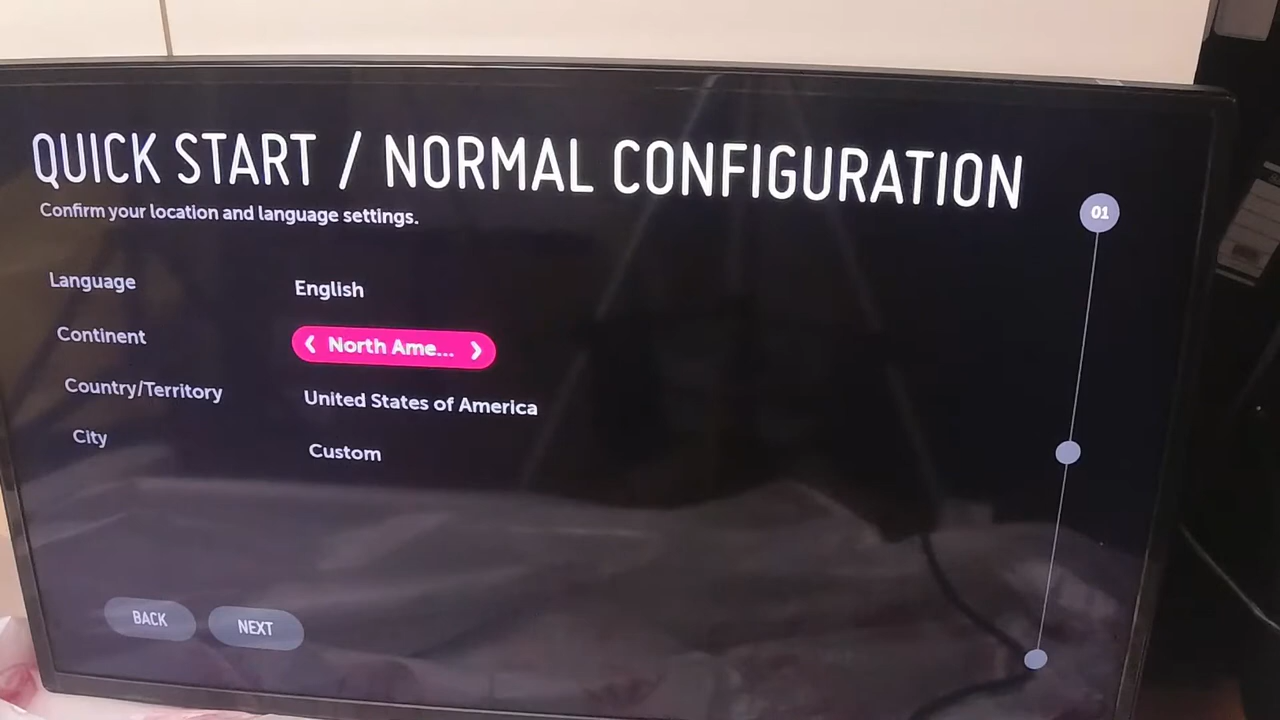 QUICK START / NORMAL CONFIGURATION
Confirm your location and language settings.
01
Language English
Continent ‹ North Ame... ›
Country/Territory United States of America
City Custom
BACK NEXT